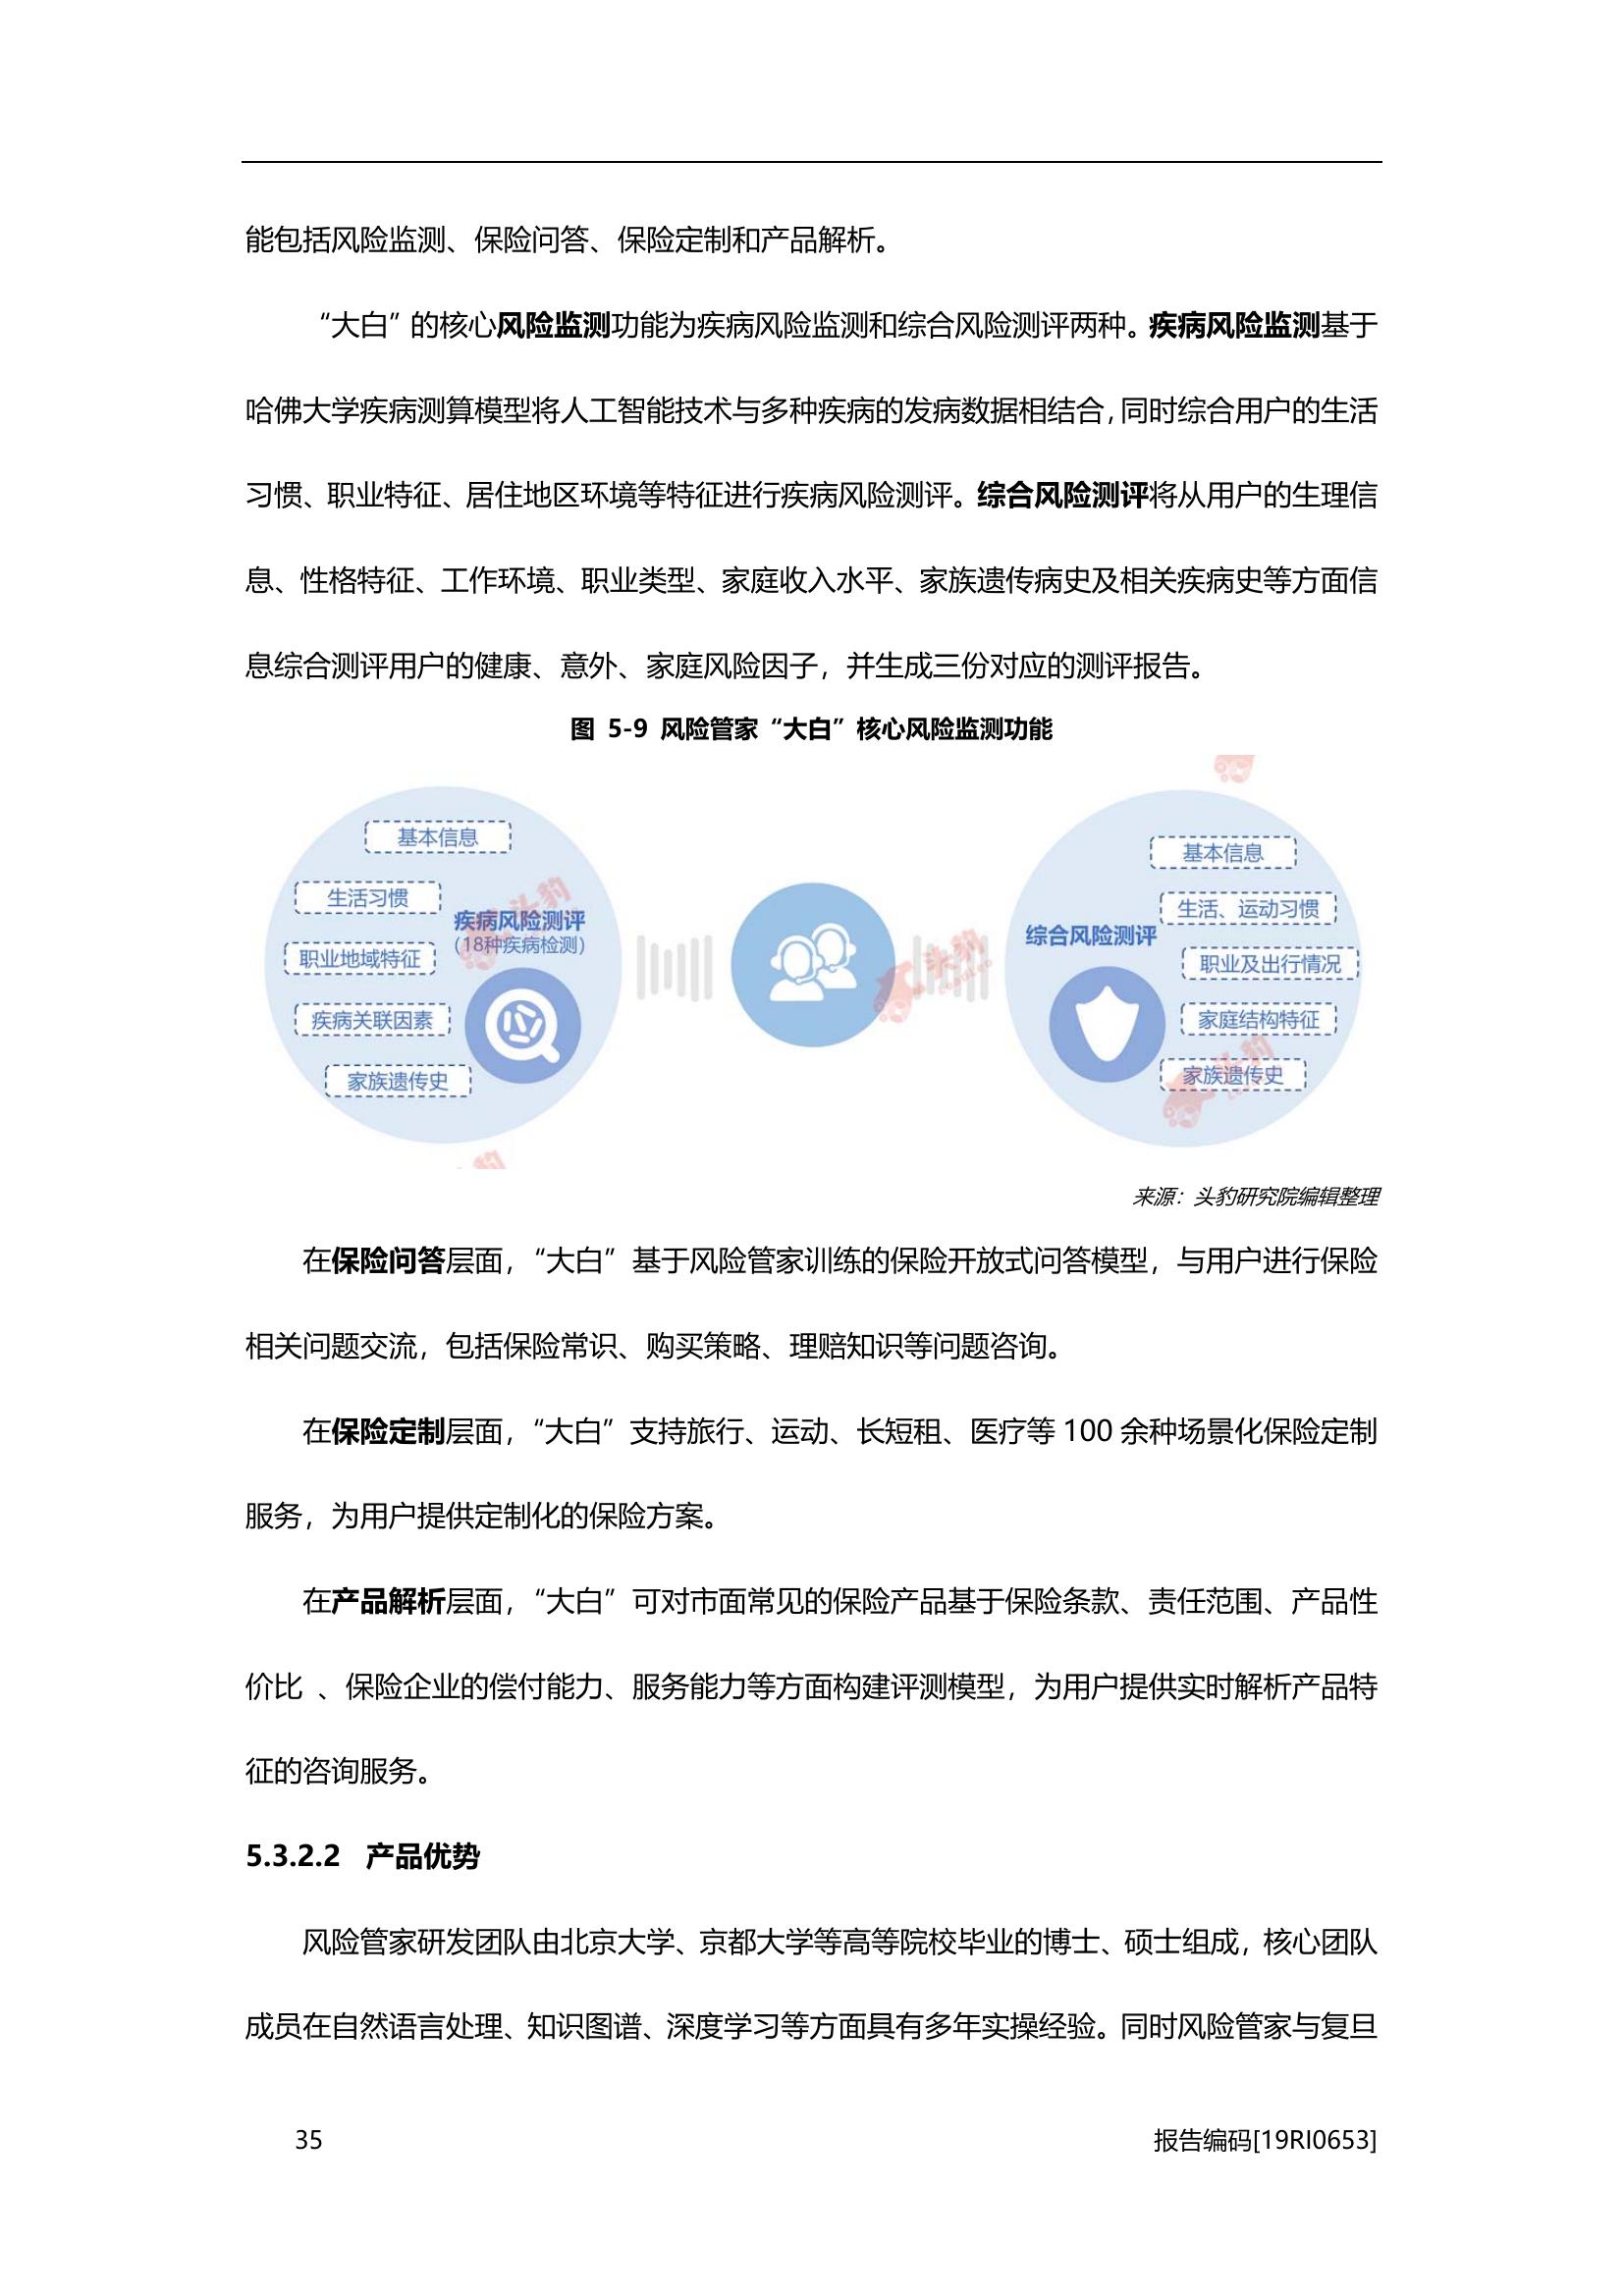 能包括风险监测、保险问答、保险定制和产品解析。
“大白”的核心风险监测功能为疾病风险监测和综合风险测评两种。疾病风险监测基于
哈佛大学疾病测算模型将人工智能技术与多种疾病的发病数据相结合，同时综合用户的生活
习惯、职业特征、居住地区环境等特征进行疾病风险测评。综合风险测评将从用户的生理信
息、性格特征、工作环境、职业类型、家庭收入水平、家族遗传病史及相关疾病史等方面信
息综合测评用户的健康、意外、家庭风险因子，并生成三份对应的测评报告。
图 5-9 风险管家“大白”核心风险监测功能
基本信息
生活习惯
职业地域特征
疾病关联因素
家族遗传史
疾病风险测评
（18种疾病检测）
综合风险测评
基本信息
生活、运动习惯
职业及出行情况
家庭结构特征
家族遗传史
头豹
头豹
头豹
来源：头豹研究院编辑整理
在保险问答层面，“大白”基于风险管家训练的保险开放式问答模型，与用户进行保险
相关问题交流，包括保险常识、购买策略、理赔知识等问题咨询。
在保险定制层面，“大白”支持旅行、运动、长短租、医疗等 100 余种场景化保险定制
服务，为用户提供定制化的保险方案。
在产品解析层面，“大白”可对市面常见的保险产品基于保险条款、责任范围、产品性
价比 、保险企业的偿付能力、服务能力等方面构建评测模型，为用户提供实时解析产品特
征的咨询服务。
5.3.2.2 产品优势
风险管家研发团队由北京大学、京都大学等高等院校毕业的博士、硕士组成，核心团队
成员在自然语言处理、知识图谱、深度学习等方面具有多年实操经验。同时风险管家与复旦
35
报告编码[19RI0653]